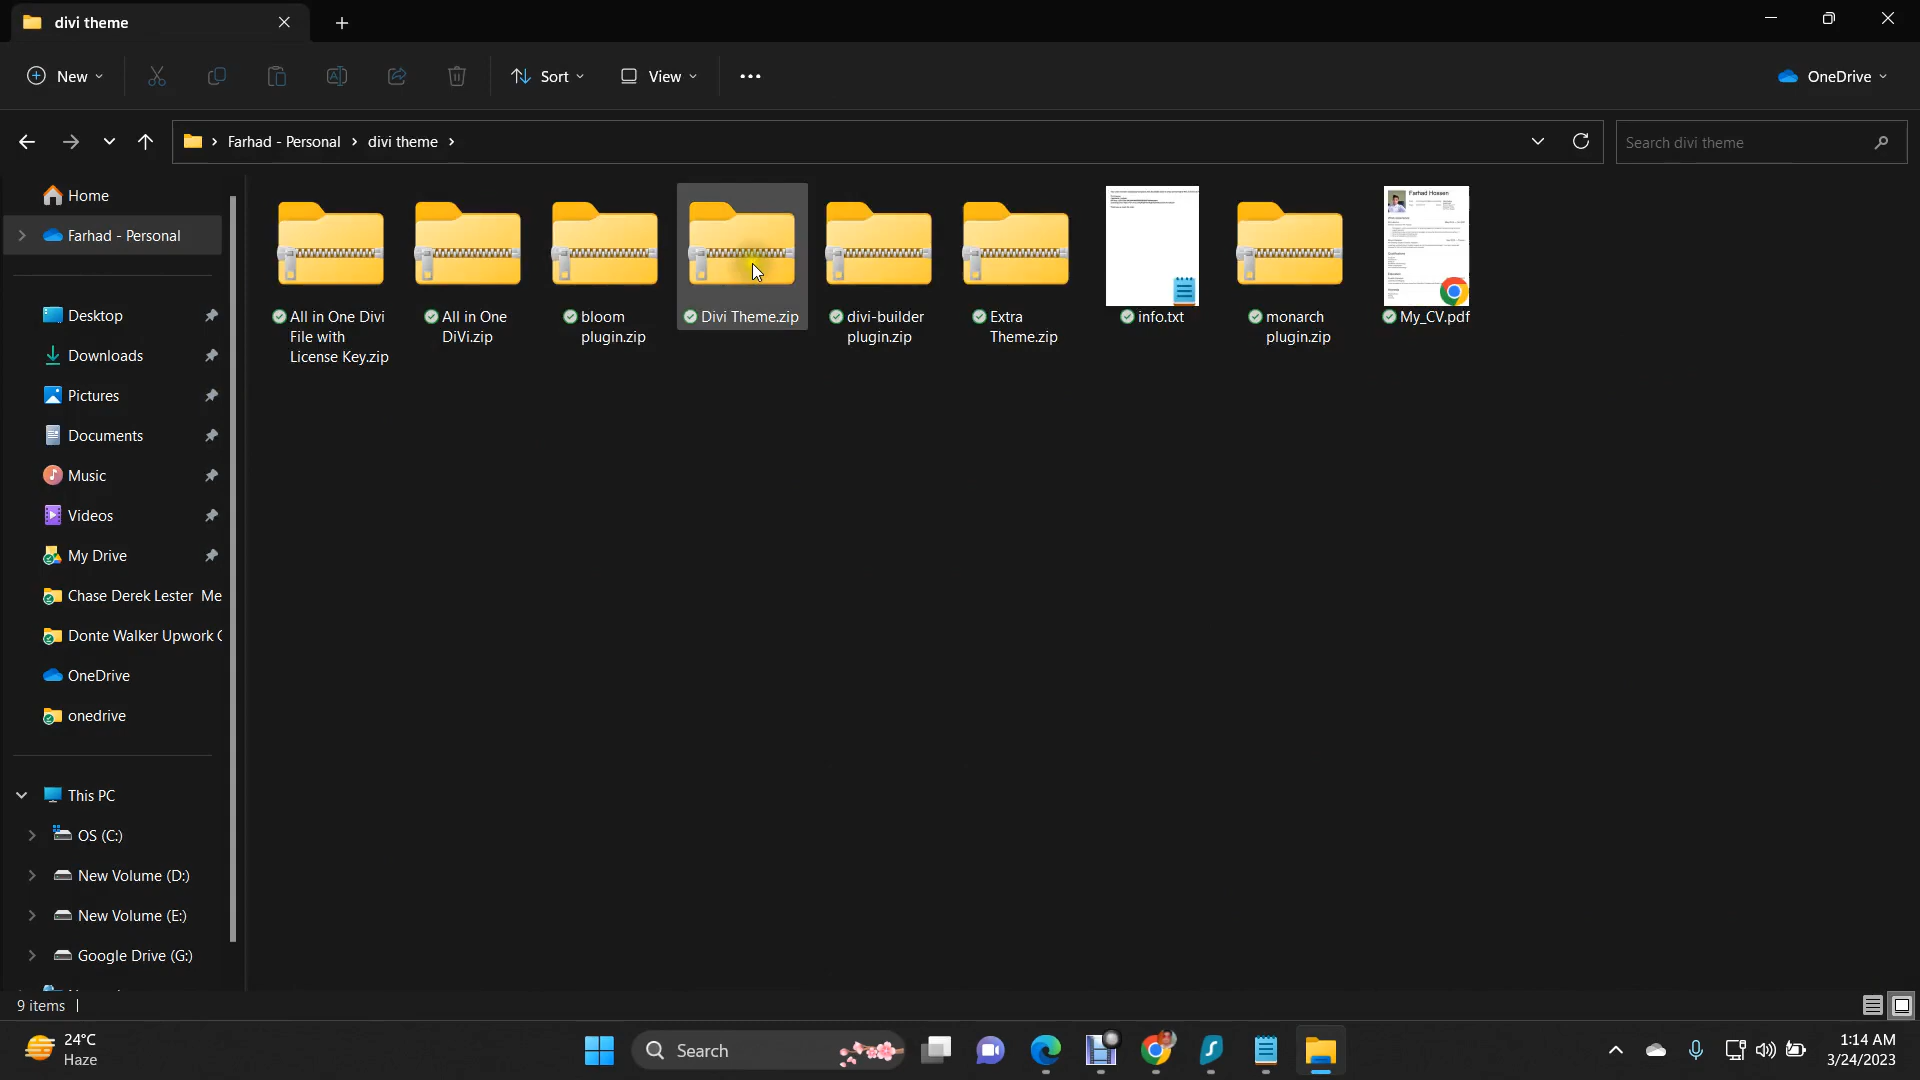 divi theme
New
Sort
View
OneDrive
Farhad - Personal
divi theme
Search divi theme
Home
Farhad - Personal
Desktop
Downloads
Pictures
Documents
Music
Videos
My Drive
Chase Derek Lester Me
Donte Walker Upwork
OneDrive
onedrive
This PC
OS (C:)
New Volume (D:)
New Volume (E:)
Google Drive (G:)
All in One Divi
File with
License Key.zip
All in One
DiVi.zip
bloom
plugin.zip
Divi Theme.zip
divi-builder
plugin.zip
Extra
Theme.zip
info.txt
monarch
plugin.zip
Farhad Hossen
My_CV.pdf
9 items
24°C
Haze
Search
1:14 AM
3/24/2023